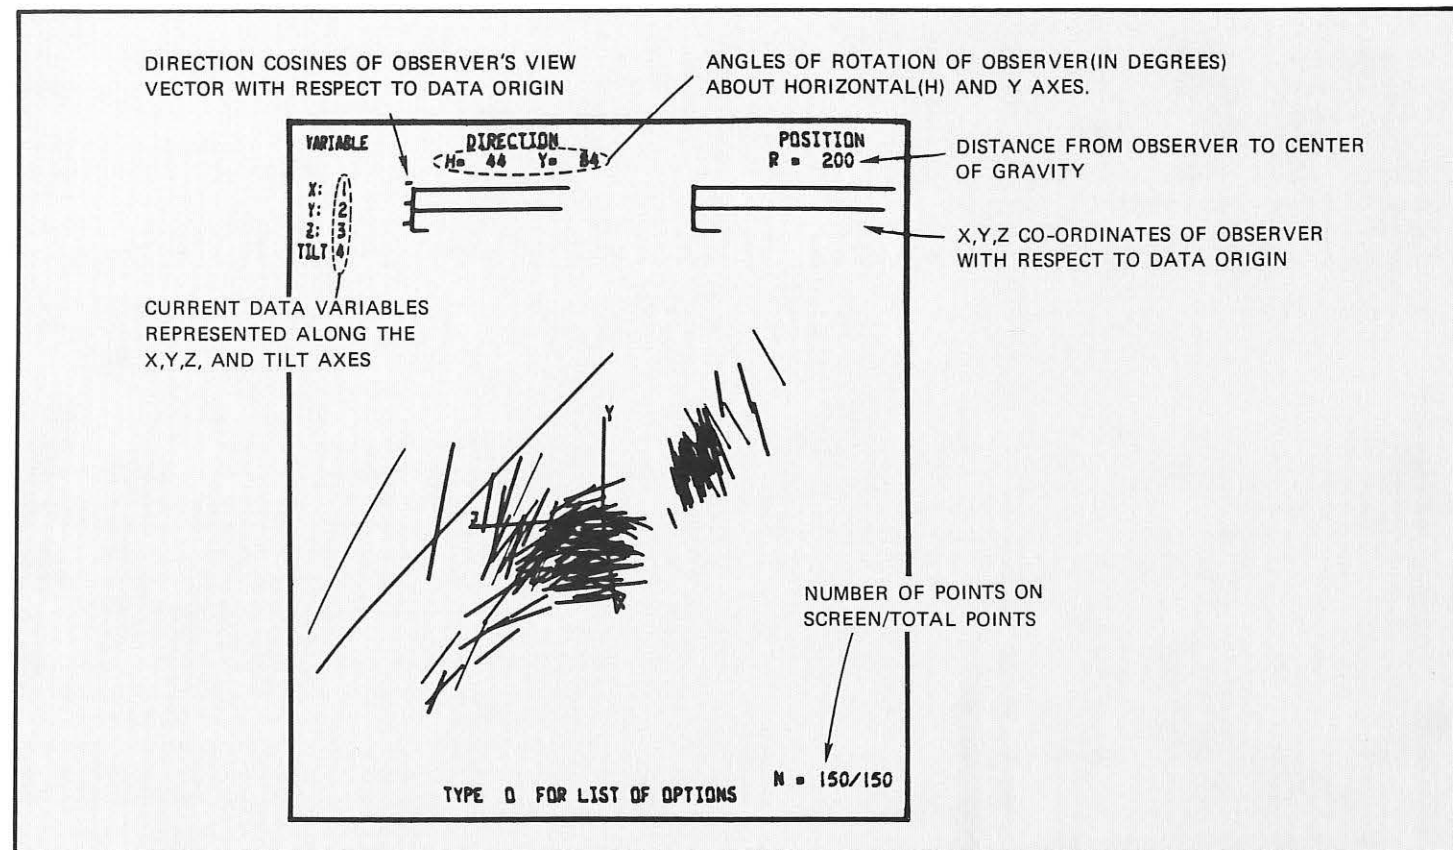 DIRECTION COSINES OF OBSERVER'S VIEW
VECTOR WITH RESPECT TO DATA ORIGIN
ANGLES OF ROTATION OF OBSERVER(IN DEGREES)
ABOUT HORIZONTAL(H) AND Y AXES.
VARIABLE
DIRECTION
H= 44 Y= 84
POSITION
R = 200
DISTANCE FROM OBSERVER TO CENTER
OF GRAVITY
X: 1
Y: 2
Z: 3
TILT 4
X,Y,Z CO-ORDINATES OF OBSERVER
WITH RESPECT TO DATA ORIGIN
CURRENT DATA VARIABLES
REPRESENTED ALONG THE
X,Y,Z, AND TILT AXES
Y
NUMBER OF POINTS ON
SCREEN/TOTAL POINTS
N = 150/150
TYPE O FOR LIST OF OPTIONS